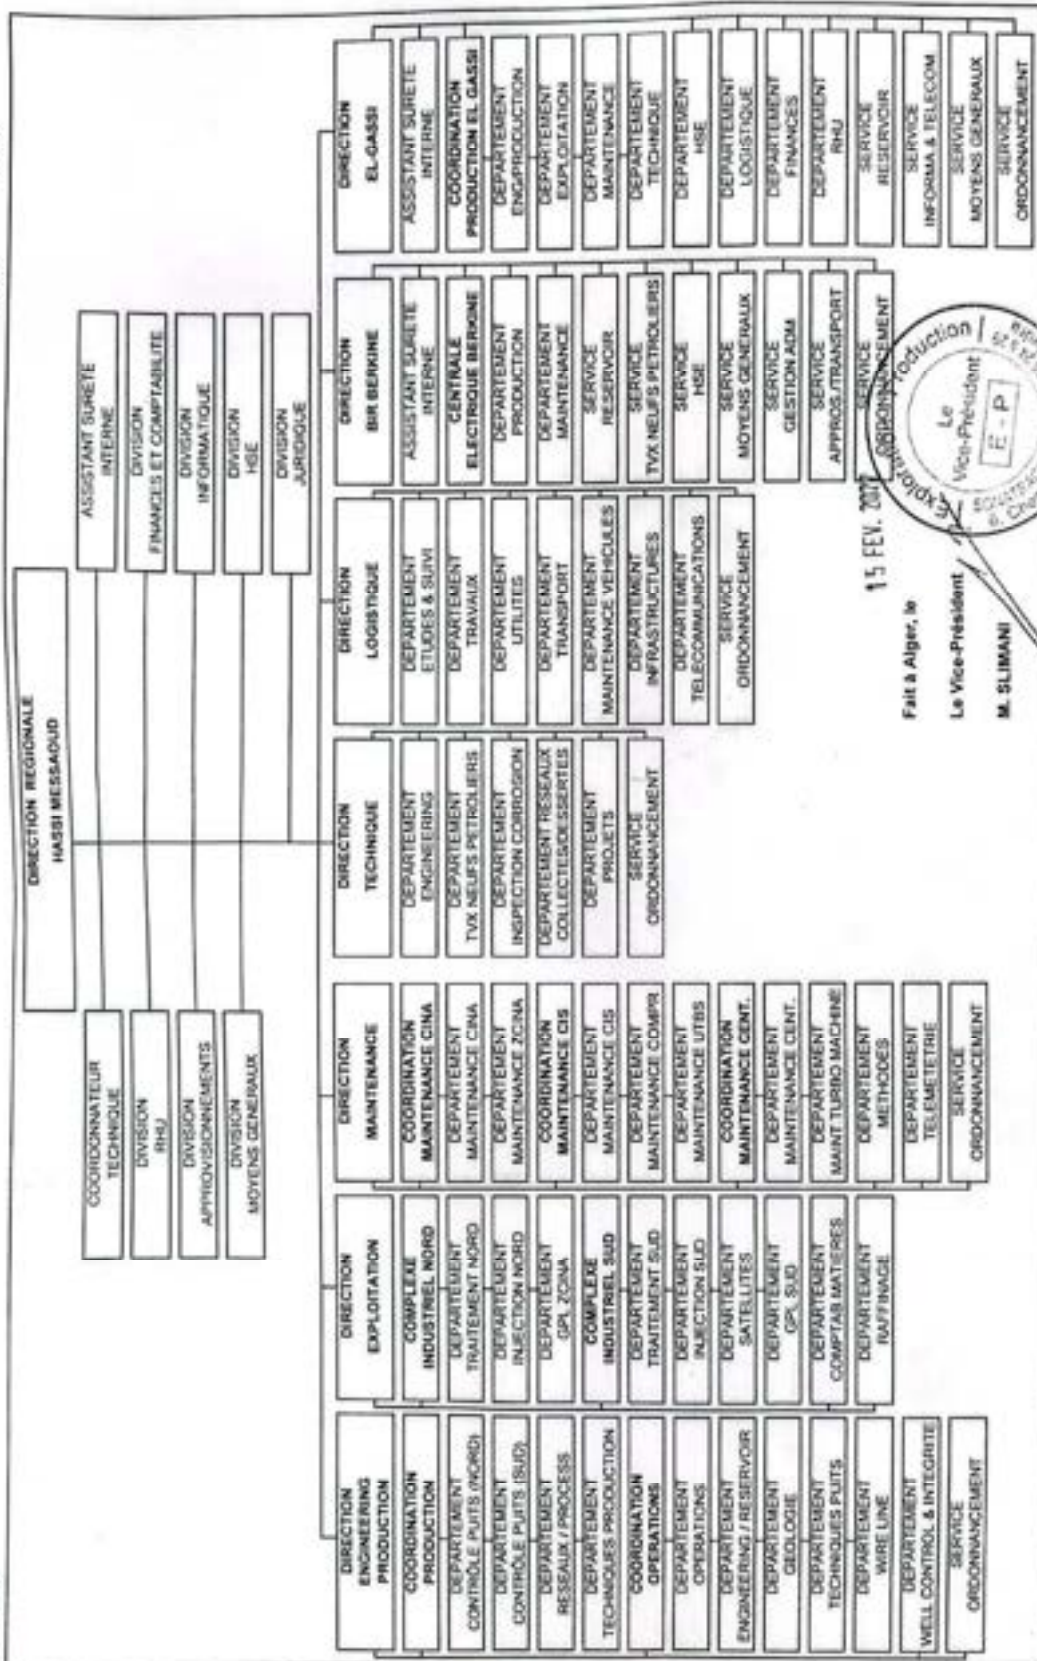 DIRECTION REGIONALE
HASSI MESSAOUD
COORDONNATEUR
TECHNIQUE
DIVISION
RHU
DIVISION
APPROVISIONNEMENTS
DIVISION
MOYENS GENERAUX
ASSISTANT SURETE
INTERNE
DIVISION
FINANCES ET COMPTABILITE
DIVISION
INFORMATIQUE
DIVISION
HSE
DIVISION
JURIDIQUE
DIRECTION
ENGINEERING
PRODUCTION
COORDINATION
PRODUCTION
DEPARTEMENT
CONTRÔLE PUITS (NORD)
DEPARTEMENT
CONTRÔLE PUITS (SUD)
DEPARTEMENT
RESEAUX / PROCESS
DEPARTEMENT
TECHNIQUES PRODUCTION
COORDINATION
OPERATIONS
DEPARTEMENT
OPERATIONS
DEPARTEMENT
ENGINEERING / RESERVOIR
DEPARTEMENT
GEOLOGIE
DEPARTEMENT
TECHNIQUES PUITS
DEPARTEMENT
WIRE LINE
DEPARTEMENT
WELL CONTROL & INTEGRITE
SERVICE
ORDONNANCEMENT
DIRECTION
EXPLOITATION
COMPLEXE
INDUSTRIEL NORD
DEPARTEMENT
TRAITEMENT NORD
DEPARTEMENT
INJECTION NORD
DEPARTEMENT
GPL ZCINA
COMPLEXE
INDUSTRIEL SUD
DEPARTEMENT
TRAITEMENT SUD
DEPARTEMENT
INJECTION SUD
DEPARTEMENT
SATELLITES
DEPARTEMENT
GPL SUD
DEPARTEMENT
COMPTAB MATIERES
DEPARTEMENT
RAFFINAGE
DIRECTION
MAINTENANCE
COORDINATION
MAINTENANCE CINA
DEPARTEMENT
MAINTENANCE CINA
DEPARTEMENT
MAINTENANCE ZCINA
COORDINATION
MAINTENANCE CIS
DEPARTEMENT
MAINTENANCE CIS
DEPARTEMENT
MAINTENANCE COMPR
DEPARTEMENT
MAINTENANCE UTBS
COORDINATION
MAINTENANCE CENT.
DEPARTEMENT
MAINTENANCE CENT.
DEPARTEMENT
MAINT TURBO MACHINE
DEPARTEMENT
METHODES
DEPARTEMENT
TELEMETETRIE
SERVICE
ORDONNANCEMENT
DIRECTION
TECHNIQUE
DEPARTEMENT
ENGINEERING
DEPARTEMENT
TVX NEUFS PETROLIERS
DEPARTEMENT
INSPECTION CORROSION
DEPARTEMENT RESEAUX
COLLECTES/DESSERTES
DEPARTEMENT
PROJETS
SERVICE
ORDONNANCEMENT
DIRECTION
LOGISTIQUE
DEPARTEMENT
ETUDES & SUIVI
DEPARTEMENT
TRAVAUX
DEPARTEMENT
UTILITES
DEPARTEMENT
TRANSPORT
DEPARTEMENT
MAINTENANCE VEHICULES
DEPARTEMENT
INFRASTRUCTURES
DEPARTEMENT
TELECOMMUNICATIONS
SERVICE
ORDONNANCEMENT
DIRECTION
BIR BERKINE
ASSISTANT SURETE
INTERNE
CENTRALE
ELECTRIQUE BERKINE
DEPARTEMENT
PRODUCTION
DEPARTEMENT
MAINTENANCE
SERVICE
RESERVOIR
SERVICE
TVX NEUFS PETROLIERS
SERVICE
HSE
SERVICE
MOYENS GENERAUX
SERVICE
GESTION ADM
SERVICE
APPROS./TRANSPORT
SERVICE
ORDONNANCEMENT
DIRECTION
EL-GASSI
ASSISTANT SURETE
INTERNE
COORDINATION
PRODUCTION EL GASSI
DEPARTEMENT
ENG/PRODUCTION
DEPARTEMENT
EXPLOITATION
DEPARTEMENT
MAINTENANCE
DEPARTEMENT
TECHNIQUE
DEPARTEMENT
HSE
DEPARTEMENT
LOGISTIQUE
DEPARTEMENT
FINANCES
DEPARTEMENT
RHU
SERVICE
RESERVOIR
SERVICE
INFORMA & TELECOM
SERVICE
MOYENS GENERAUX
SERVICE
ORDONNANCEMENT
Fait à Alger, le 15 FEV.
Le Vice-Président
M. SLIMANI
Le
Vice-Président
E - P